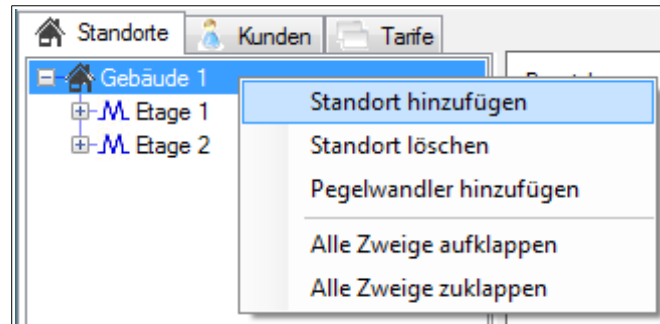 Standorte Kunden Tarife
Gebäude 1
Etage 1
Etage 2
Standort hinzufügen
Standort löschen
Pegelwandler hinzufügen
Alle Zweige aufklappen
Alle Zweige zuklappen